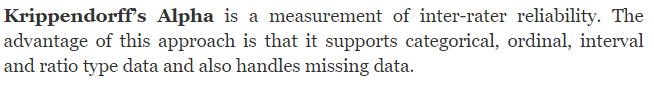 Krippendorff's Alpha is a measurement of inter-rater reliability. The
advantage of this approach is that it supports categorical, ordinal, interval
and ratio type data and also handles missing data.